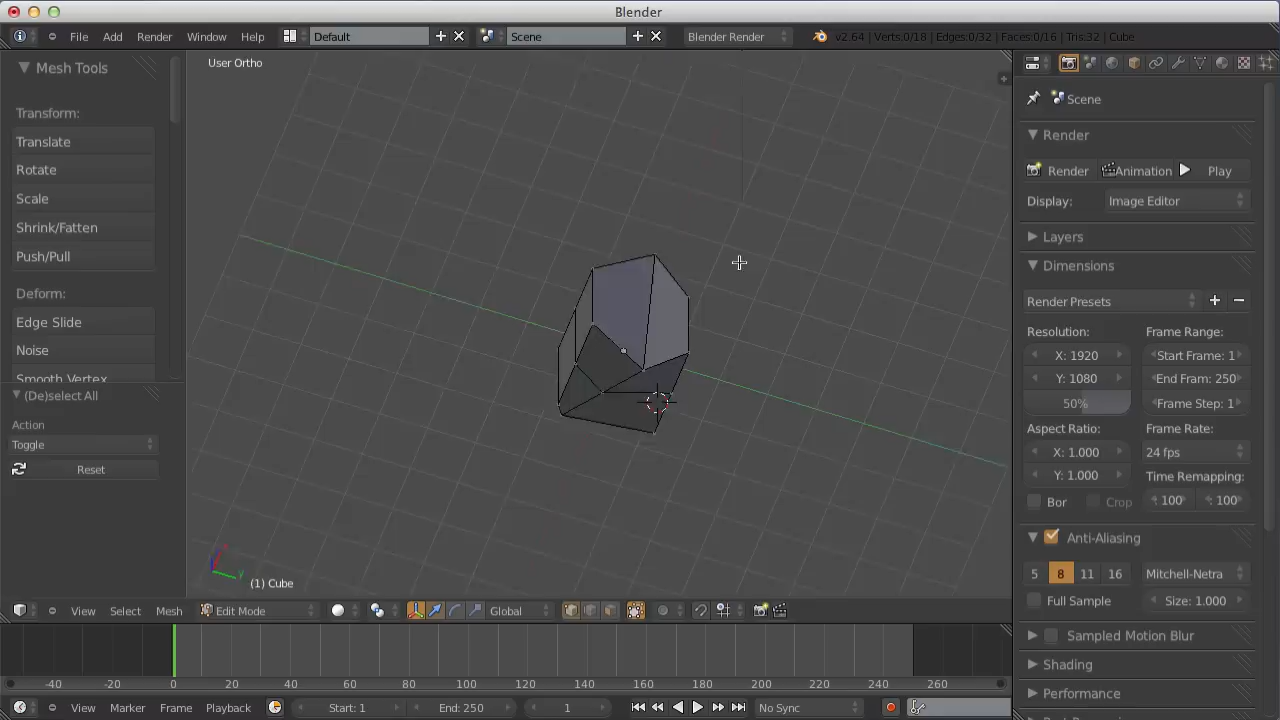 Blender
File Add Render Window Help Default Scene Blender Render v2.64 | Verts:0/18 | Edges:0/32 | Faces:0/16 | Tris:32 | Cube
Mesh Tools
Transform:
Translate
Rotate
Scale
Shrink/Fatten
Push/Pull
Deform:
Edge Slide
Noise
Smooth Vertex
(De)select All
Action
Toggle
Reset
User Ortho
y
(1) Cube
View Select Mesh Edit Mode Global
-40 -20 0 20 40 60 80 100 120 140 160 180 200 220 240 260
View Marker Frame Playback Start: 1 End: 250 1 No Sync
Scene
Render
Render Animation Play
Display: Image Editor
Layers
Dimensions
Render Presets
Resolution: Frame Range:
X: 1920 Start Frame: 1
Y: 1080 End Fram: 250
50% Frame Step: 1
Aspect Ratio: Frame Rate:
X: 1.000 24 fps
Y: 1.000 Time Remapping:
Bor Crop 100 100
Anti-Aliasing
5 8 11 16 Mitchell-Netra
Full Sample Size: 1.000
Sampled Motion Blur
Shading
Performance